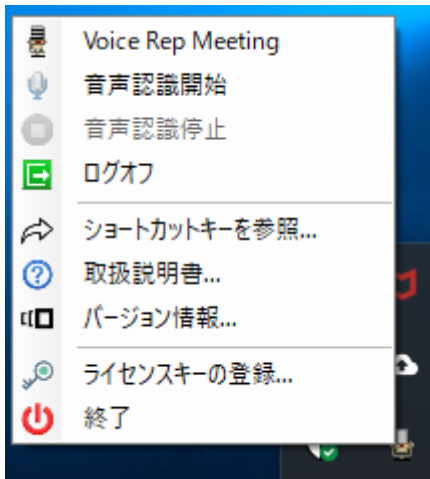 Voice Rep Meeting
音声認識開始
音声認識停止
ログオフ
ショートカットキーを参照...
取扱説明書...
バージョン情報...
ライセンスキーの登録...
終了